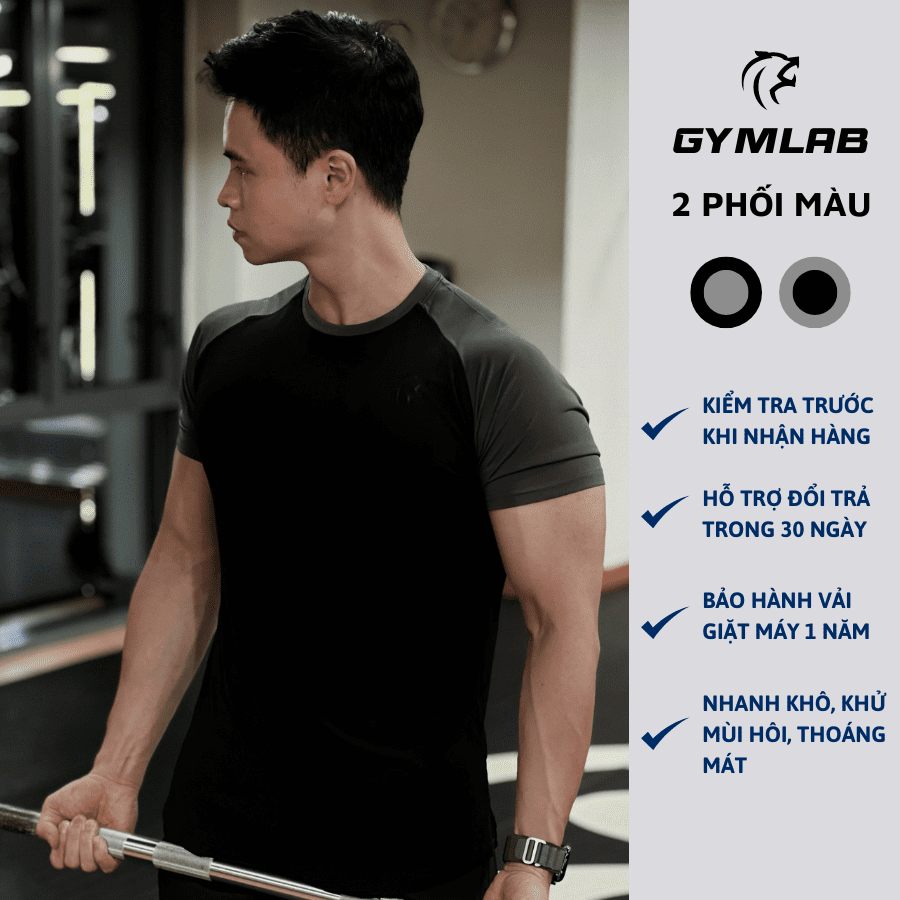 GYMLAB
2 PHỐI MÀU
KIỂM TRA TRƯỚC
KHI NHẬN HÀNG
HỖ TRỢ ĐỔI TRẢ
TRONG 30 NGÀY
BẢO HÀNH VẢI
GIẶT MÁY 1 NĂM
NHANH KHÔ, KHỬ
MÙI HÔI, THOÁNG
MÁT